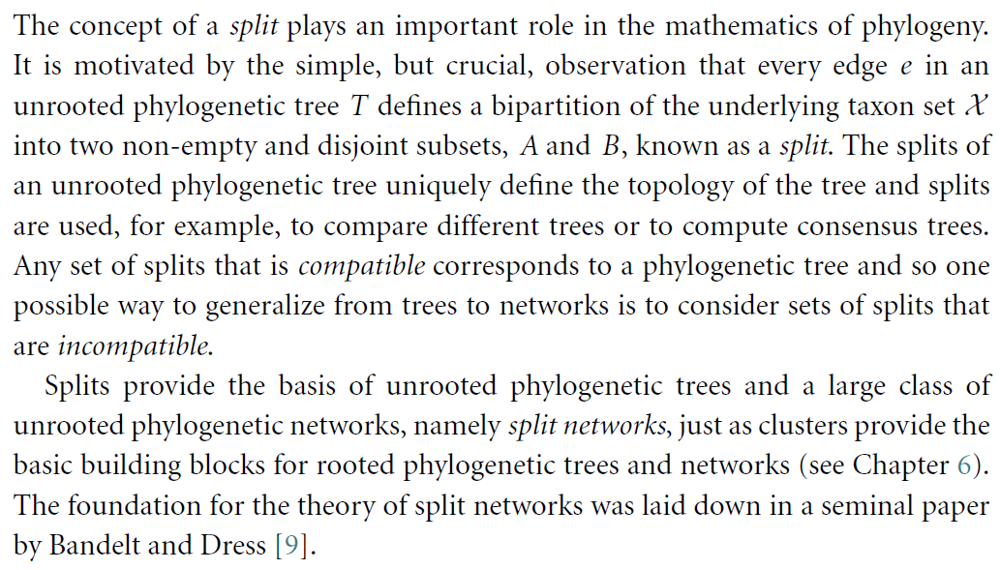 The concept of a split plays an important role in the mathematics of phylogeny.
It is motivated by the simple, but crucial, observation that every edge e in an
unrooted phylogenetic tree T defines a bipartition of the underlying taxon set 𝒳
into two non-empty and disjoint subsets, A and B, known as a split. The splits of
an unrooted phylogenetic tree uniquely define the topology of the tree and splits
are used, for example, to compare different trees or to compute consensus trees.
Any set of splits that is compatible corresponds to a phylogenetic tree and so one
possible way to generalize from trees to networks is to consider sets of splits that
are incompatible.
Splits provide the basis of unrooted phylogenetic trees and a large class of
unrooted phylogenetic networks, namely split networks, just as clusters provide the
basic building blocks for rooted phylogenetic trees and networks (see Chapter 6).
The foundation for the theory of split networks was laid down in a seminal paper
by Bandelt and Dress [9].